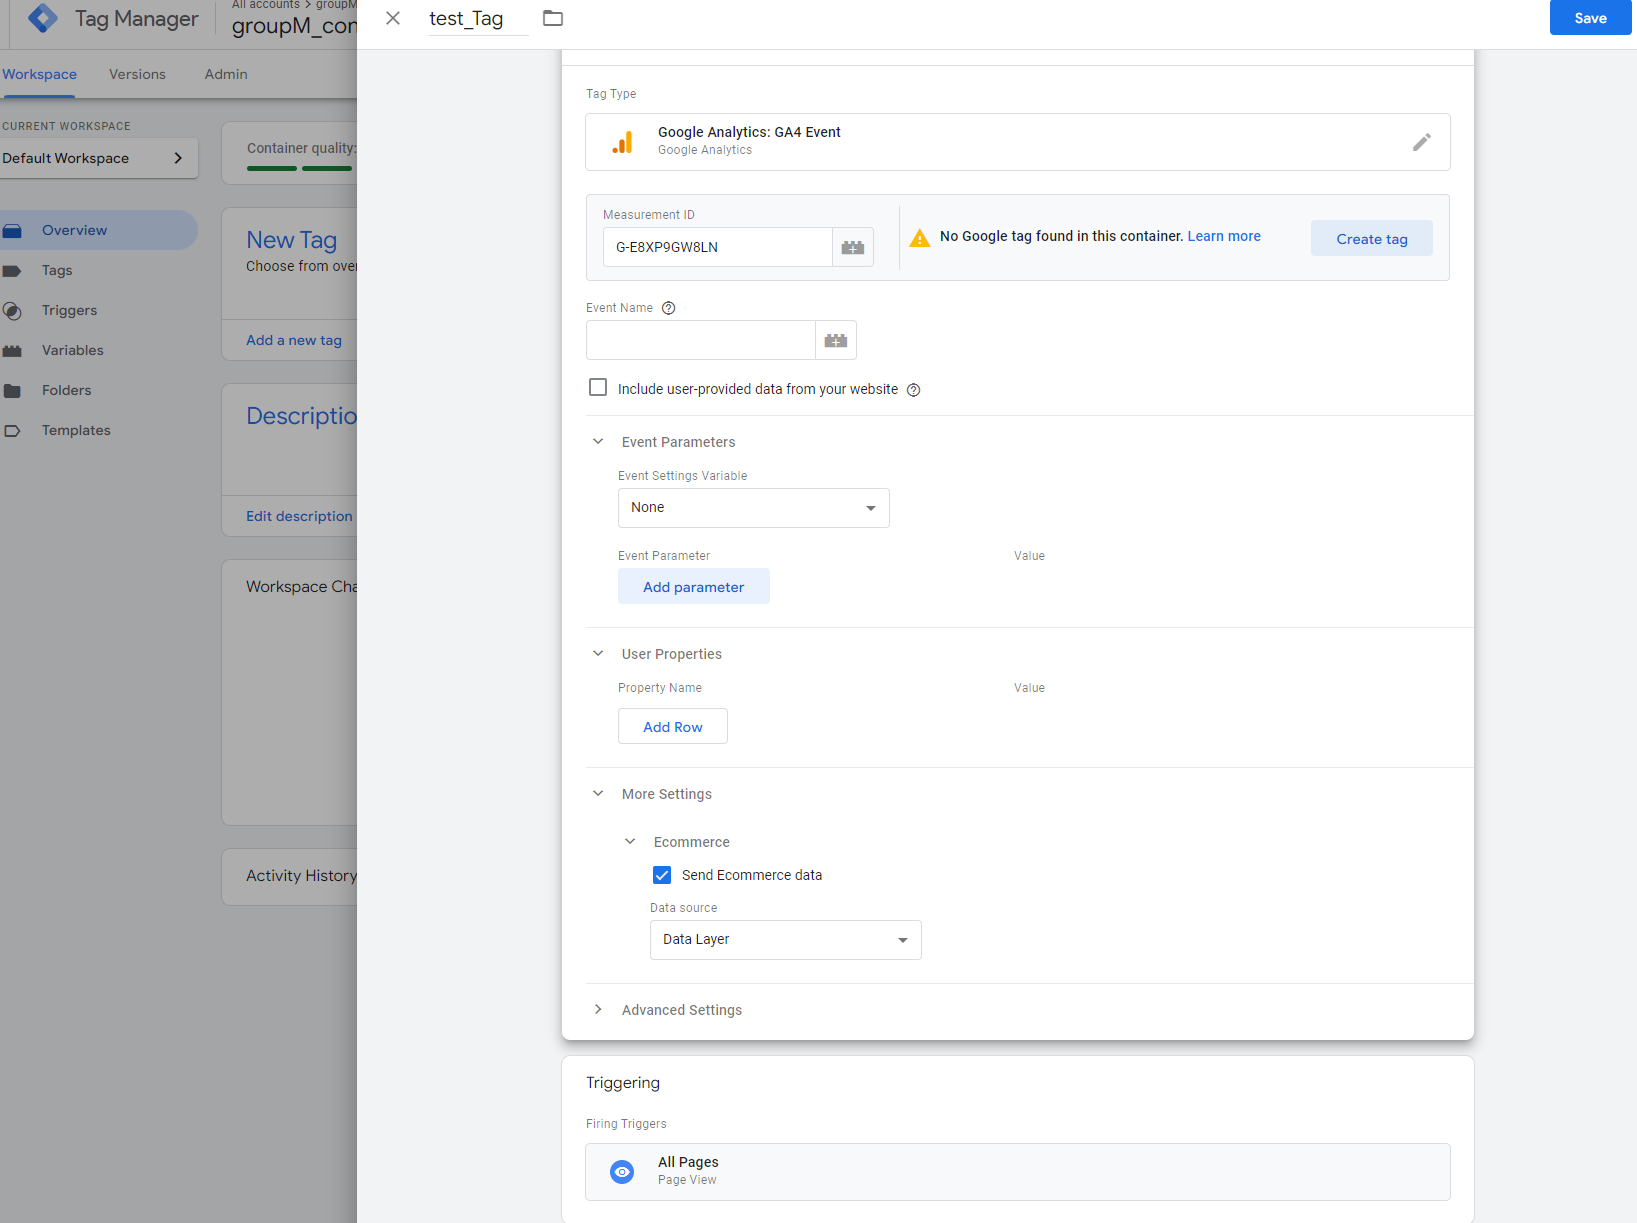 Tag Manager
All accounts > groupM
groupM_con
test_Tag
Save
Workspace
Versions
Admin
CURRENT WORKSPACE
Default Workspace
Overview
Tags
Triggers
Variables
Folders
Templates
Container quality:
New Tag
Choose from over
Add a new tag
Descriptio
Edit description
Workspace Cha
Activity History
Tag Type
Google Analytics: GA4 Event
Google Analytics
Measurement ID
G-E8XP9GW8LN
No Google tag found in this container. Learn more
Create tag
Event Name
Include user-provided data from your website
Event Parameters
Event Settings Variable
None
Event Parameter
Value
Add parameter
User Properties
Property Name
Value
Add Row
More Settings
Ecommerce
Send Ecommerce data
Data source
Data Layer
Advanced Settings
Triggering
Firing Triggers
All Pages
Page View